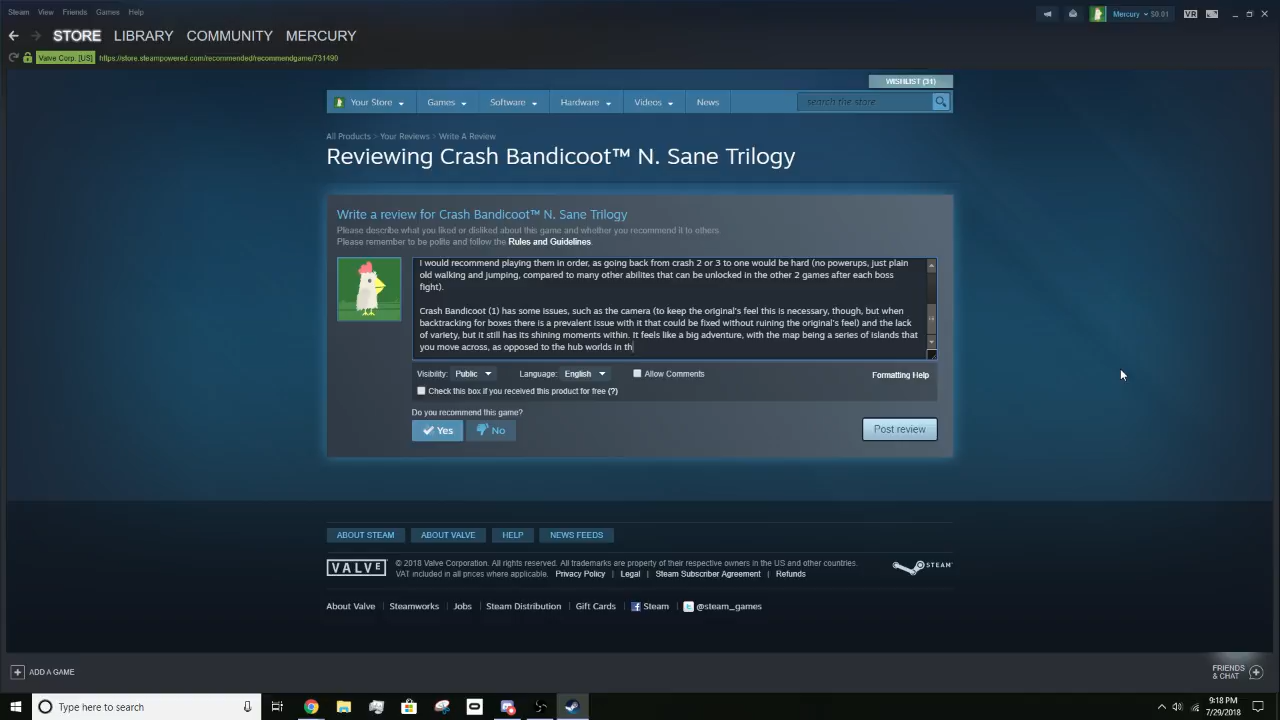 Steam View Friends Games Help
Mercury $0.81
VR
STORE LIBRARY COMMUNITY MERCURY
Valve Corp. [US] https://store.steampowered.com/recommended/recommendgame/731490
WISHLIST (31)
Your Store Games Software Hardware Videos News search the store
All Products > Your Reviews > Write A Review
Reviewing Crash Bandicoot™ N. Sane Trilogy
Write a review for Crash Bandicoot™ N. Sane Trilogy
Please describe what you liked or disliked about this game and whether you recommend it to others.
Please remember to be polite and follow the Rules and Guidelines.
I would recommend playing them in order, as going back from crash 2 or 3 to one would be hard (no powerups, just plain
old walking and jumping, compared to many other abilites that can be unlocked in the other 2 games after each boss
fight).
Crash Bandicoot (1) has some issues, such as the camera (to keep the original's feel this is necessary, though, but when
backtracking for boxes there is a prevalent issue with it that could be fixed without ruining the original's feel) and the lack
of variety, but it still has its shining moments within. It feels like a big adventure, with the map being a series of islands that
you move across, as opposed to the hub worlds in th
Visibility: Public Language: English Allow Comments Formatting Help
Check this box if you received this product for free (?)
Do you recommend this game?
Yes No Post review
ABOUT STEAM ABOUT VALVE HELP NEWS FEEDS
VALVE © 2018 Valve Corporation. All rights reserved. All trademarks are property of their respective owners in the US and other countries. STEAM
VAT included in all prices where applicable. Privacy Policy | Legal | Steam Subscriber Agreement | Refunds
About Valve | Steamworks | Jobs | Steam Distribution | Gift Cards | Steam | @steam_games
ADD A GAME
FRIENDS
& CHAT
Type here to search
9:18 PM
7/29/2018